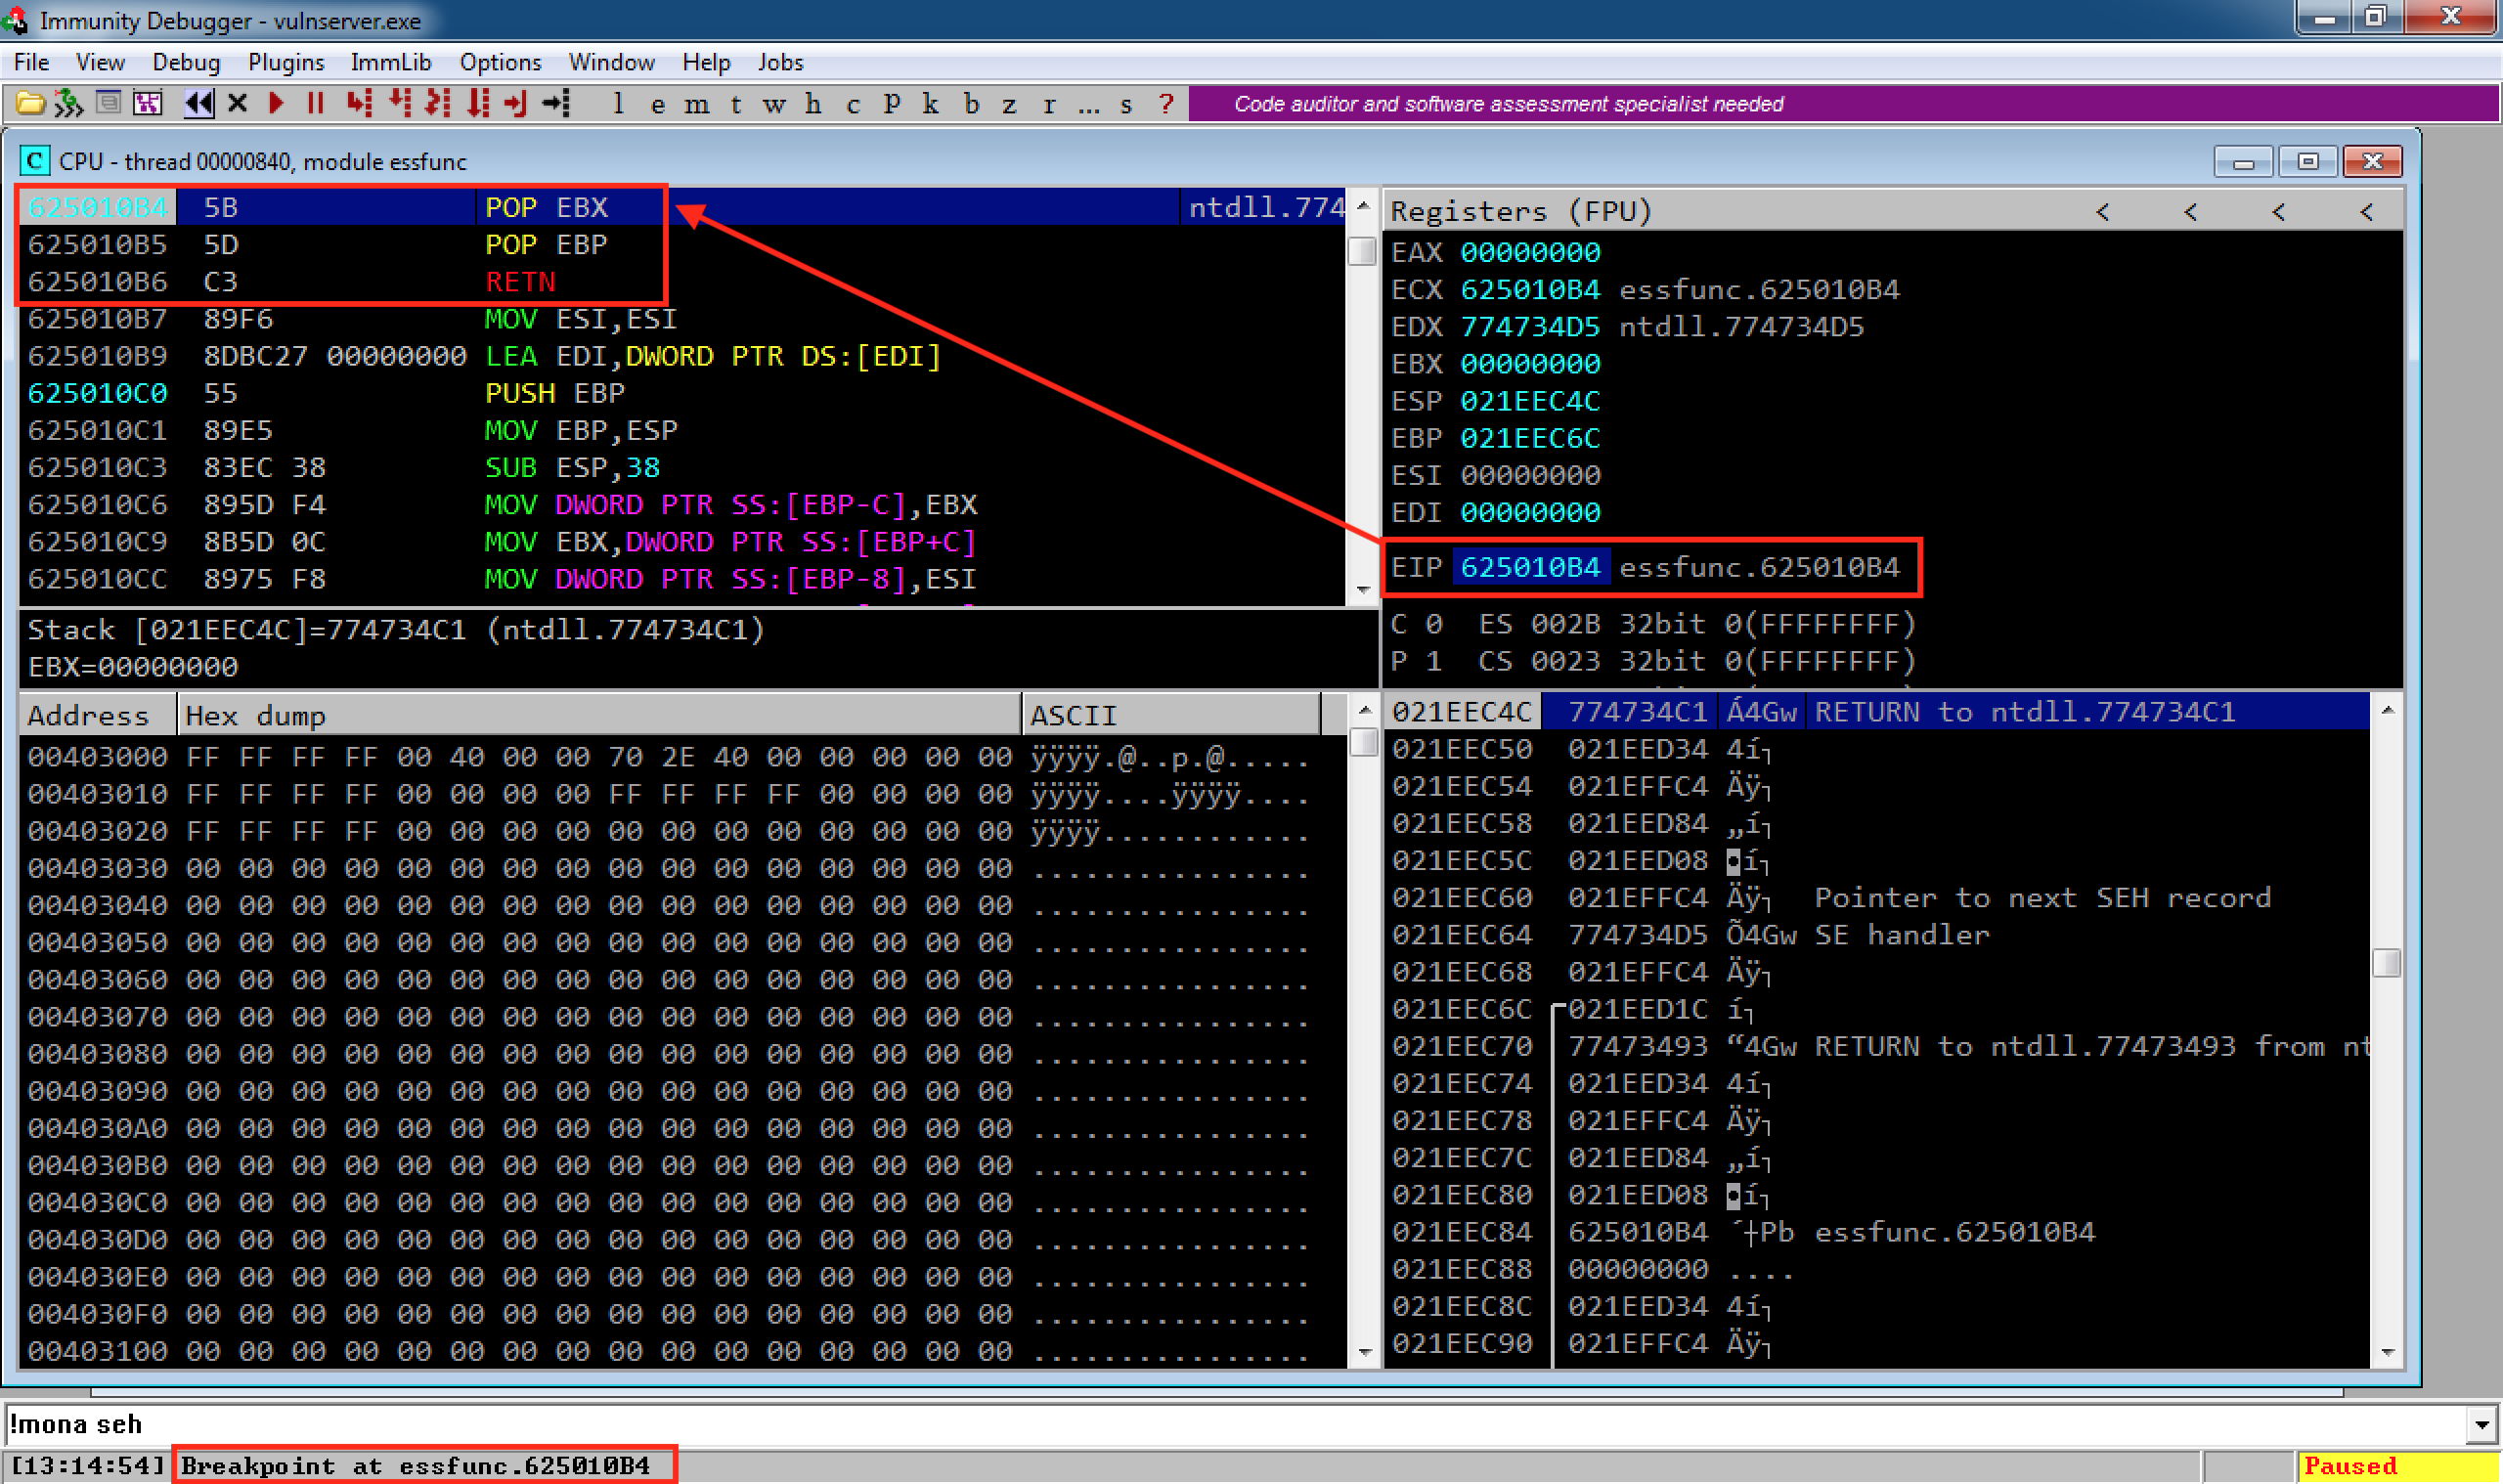 Immunity Debugger - vulnserver.exe
File View Debug Plugins ImmLib Options Window Help Jobs
l e m t w h c P k b z r ... s ? Code auditor and software assessment specialist needed
CPU - thread 00000840, module essfunc
625010B4 5B POP EBX ntdll.774
625010B5 5D POP EBP
625010B6 C3 RETN
625010B7 89F6 MOV ESI,ESI
625010B9 8DBC27 00000000 LEA EDI,DWORD PTR DS:[EDI]
625010C0 55 PUSH EBP
625010C1 89E5 MOV EBP,ESP
625010C3 83EC 38 SUB ESP,38
625010C6 895D F4 MOV DWORD PTR SS:[EBP-C],EBX
625010C9 8B5D 0C MOV EBX,DWORD PTR SS:[EBP+C]
625010CC 8975 F8 MOV DWORD PTR SS:[EBP-8],ESI
Stack [021EEC4C]=774734C1 (ntdll.774734C1)
EBX=00000000
Registers (FPU) < < < <
EAX 00000000
ECX 625010B4 essfunc.625010B4
EDX 774734D5 ntdll.774734D5
EBX 00000000
ESP 021EEC4C
EBP 021EEC6C
ESI 00000000
EDI 00000000
EIP 625010B4 essfunc.625010B4
C 0 ES 002B 32bit 0(FFFFFFFF)
P 1 CS 0023 32bit 0(FFFFFFFF)
Address Hex dump ASCII
00403000 FF FF FF FF 00 40 00 00 70 2E 40 00 00 00 00 00 ÿÿÿÿ.@..p.@.....
00403010 FF FF FF FF 00 00 00 00 FF FF FF FF 00 00 00 00 ÿÿÿÿ....ÿÿÿÿ....
00403020 FF FF FF FF 00 00 00 00 00 00 00 00 00 00 00 00 ÿÿÿÿ............
00403030 00 00 00 00 00 00 00 00 00 00 00 00 00 00 00 00 ................
00403040 00 00 00 00 00 00 00 00 00 00 00 00 00 00 00 00 ................
00403050 00 00 00 00 00 00 00 00 00 00 00 00 00 00 00 00 ................
00403060 00 00 00 00 00 00 00 00 00 00 00 00 00 00 00 00 ................
00403070 00 00 00 00 00 00 00 00 00 00 00 00 00 00 00 00 ................
00403080 00 00 00 00 00 00 00 00 00 00 00 00 00 00 00 00 ................
00403090 00 00 00 00 00 00 00 00 00 00 00 00 00 00 00 00 ................
004030A0 00 00 00 00 00 00 00 00 00 00 00 00 00 00 00 00 ................
004030B0 00 00 00 00 00 00 00 00 00 00 00 00 00 00 00 00 ................
004030C0 00 00 00 00 00 00 00 00 00 00 00 00 00 00 00 00 ................
004030D0 00 00 00 00 00 00 00 00 00 00 00 00 00 00 00 00 ................
004030E0 00 00 00 00 00 00 00 00 00 00 00 00 00 00 00 00 ................
004030F0 00 00 00 00 00 00 00 00 00 00 00 00 00 00 00 00 ................
00403100 00 00 00 00 00 00 00 00 00 00 00 00 00 00 00 00 ................
021EEC4C 774734C1 Á4Gw RETURN to ntdll.774734C1
021EEC50 021EED34 4í┐
021EEC54 021EFFC4 Äÿ┐
021EEC58 021EED84 „í┐
021EEC5C 021EED08 ◘í┐
021EEC60 021EFFC4 Äÿ┐ Pointer to next SEH record
021EEC64 774734D5 Õ4Gw SE handler
021EEC68 021EFFC4 Äÿ┐
021EEC6C 021EED1C í┐
021EEC70 77473493 “4Gw RETURN to ntdll.77473493 from nt
021EEC74 021EED34 4í┐
021EEC78 021EFFC4 Äÿ┐
021EEC7C 021EED84 „í┐
021EEC80 021EED08 ◘í┐
021EEC84 625010B4 ´┼Pb essfunc.625010B4
021EEC88 00000000 ....
021EEC8C 021EED34 4í┐
021EEC90 021EFFC4 Äÿ┐
!mona seh
[13:14:54] Breakpoint at essfunc.625010B4 Paused